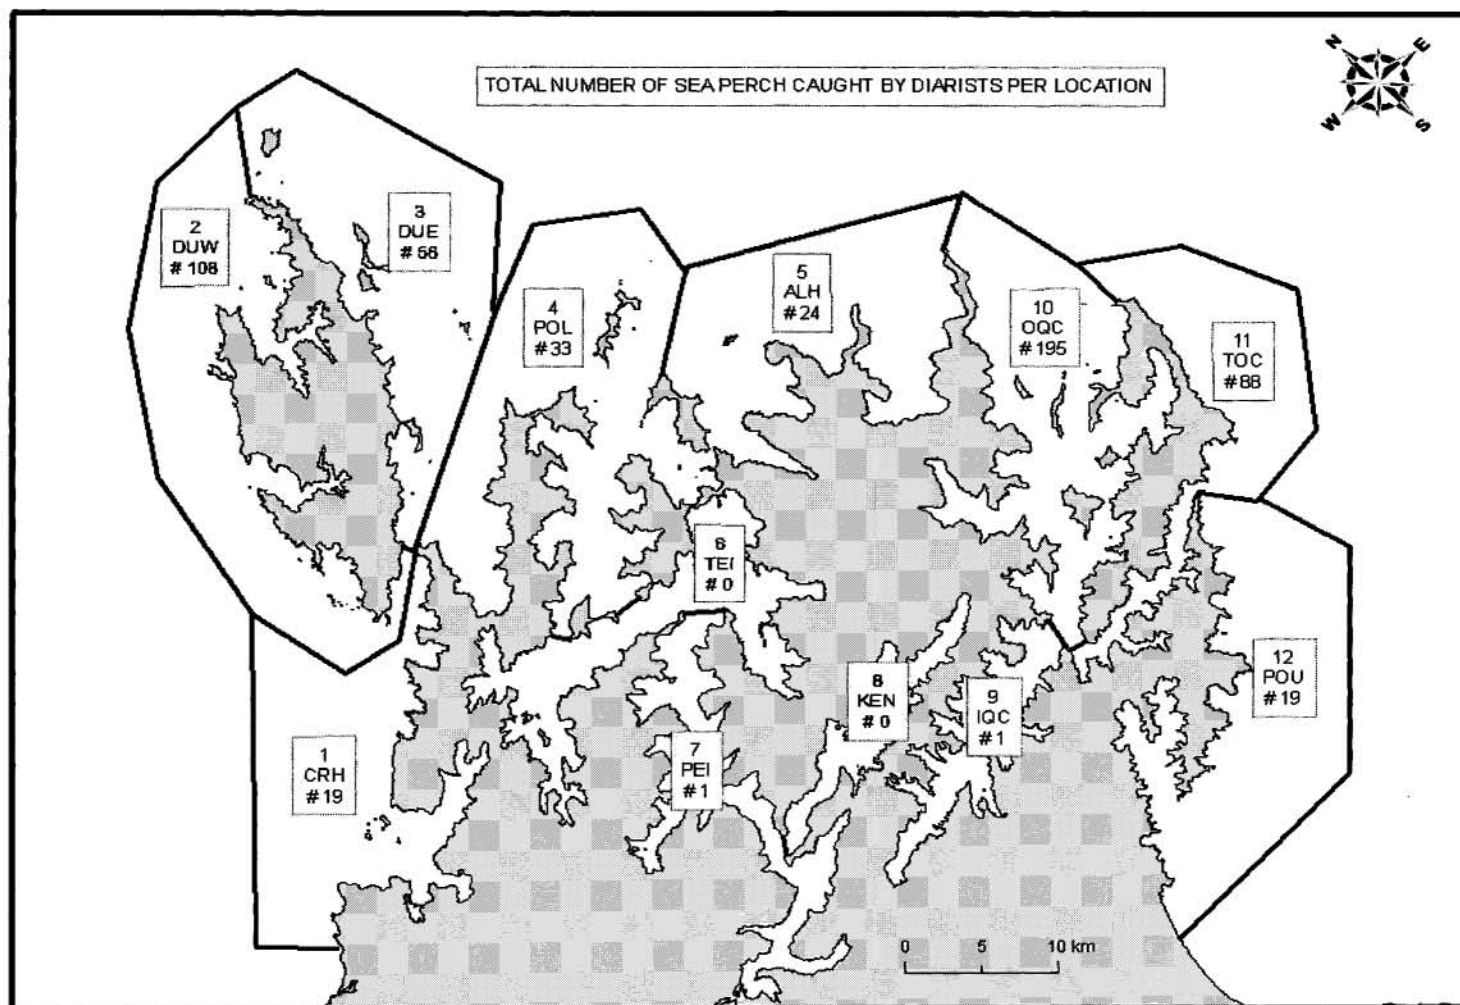 TOTAL NUMBER OF SEA PERCH CAUGHT BY DIARISTS PER LOCATION
N
E
W
S
2
DUW
# 108
3
DUE
# 56
4
POL
#33
5
ALH
#24
10
OQC
# 195
11
TOC
#88
6
TEI
# 0
12
POU
#19
8
KEN
# 0
9
IQC
#1
7
PEI
#1
1
CRH
#19
0
5
10 km